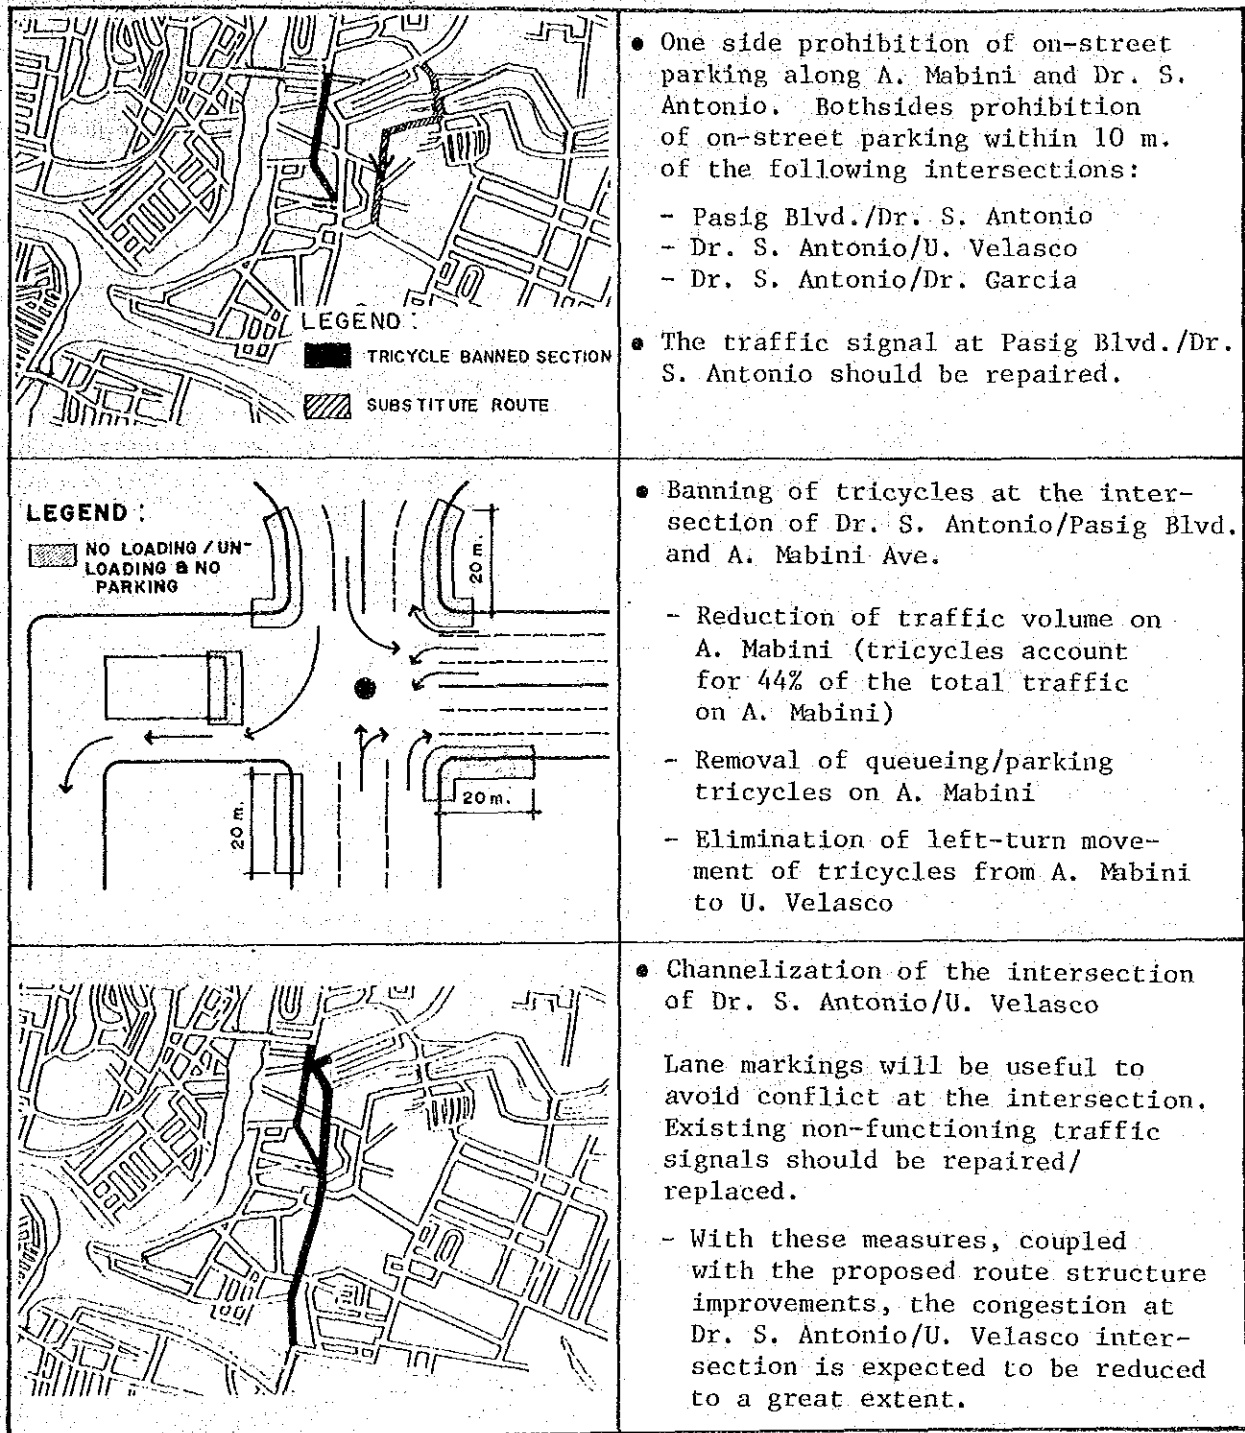 LEGEND :
TRICYCLE BANNED SECTION
SUBSTITUTE ROUTE
• One side prohibition of on-street
parking along A. Mabini and Dr. S.
Antonio. Bothsides prohibition
of on-street parking within 10 m.
of the following intersections:
- Pasig Blvd./Dr. S. Antonio
- Dr. S. Antonio/U. Velasco
- Dr. S. Antonio/Dr. Garcia
• The traffic signal at Pasig Blvd./Dr.
S. Antonio should be repaired.
LEGEND :
NO LOADING / UN-
LOADING & NO
PARKING
20 m.
20 m.
20 m.
• Banning of tricycles at the inter-
section of Dr. S. Antonio/Pasig Blvd.
and A. Mabini Ave.
- Reduction of traffic volume on
A. Mabini (tricycles account
for 44% of the total traffic
on A. Mabini)
- Removal of queueing/parking
tricycles on A. Mabini
- Elimination of left-turn move-
ment of tricycles from A. Mabini
to U. Velasco
• Channelization of the intersection
of Dr. S. Antonio/U. Velasco
Lane markings will be useful to
avoid conflict at the intersection.
Existing non-functioning traffic
signals should be repaired/
replaced.
- With these measures, coupled
with the proposed route structure
improvements, the congestion at
Dr. S. Antonio/U. Velasco inter-
section is expected to be reduced
to a great extent.